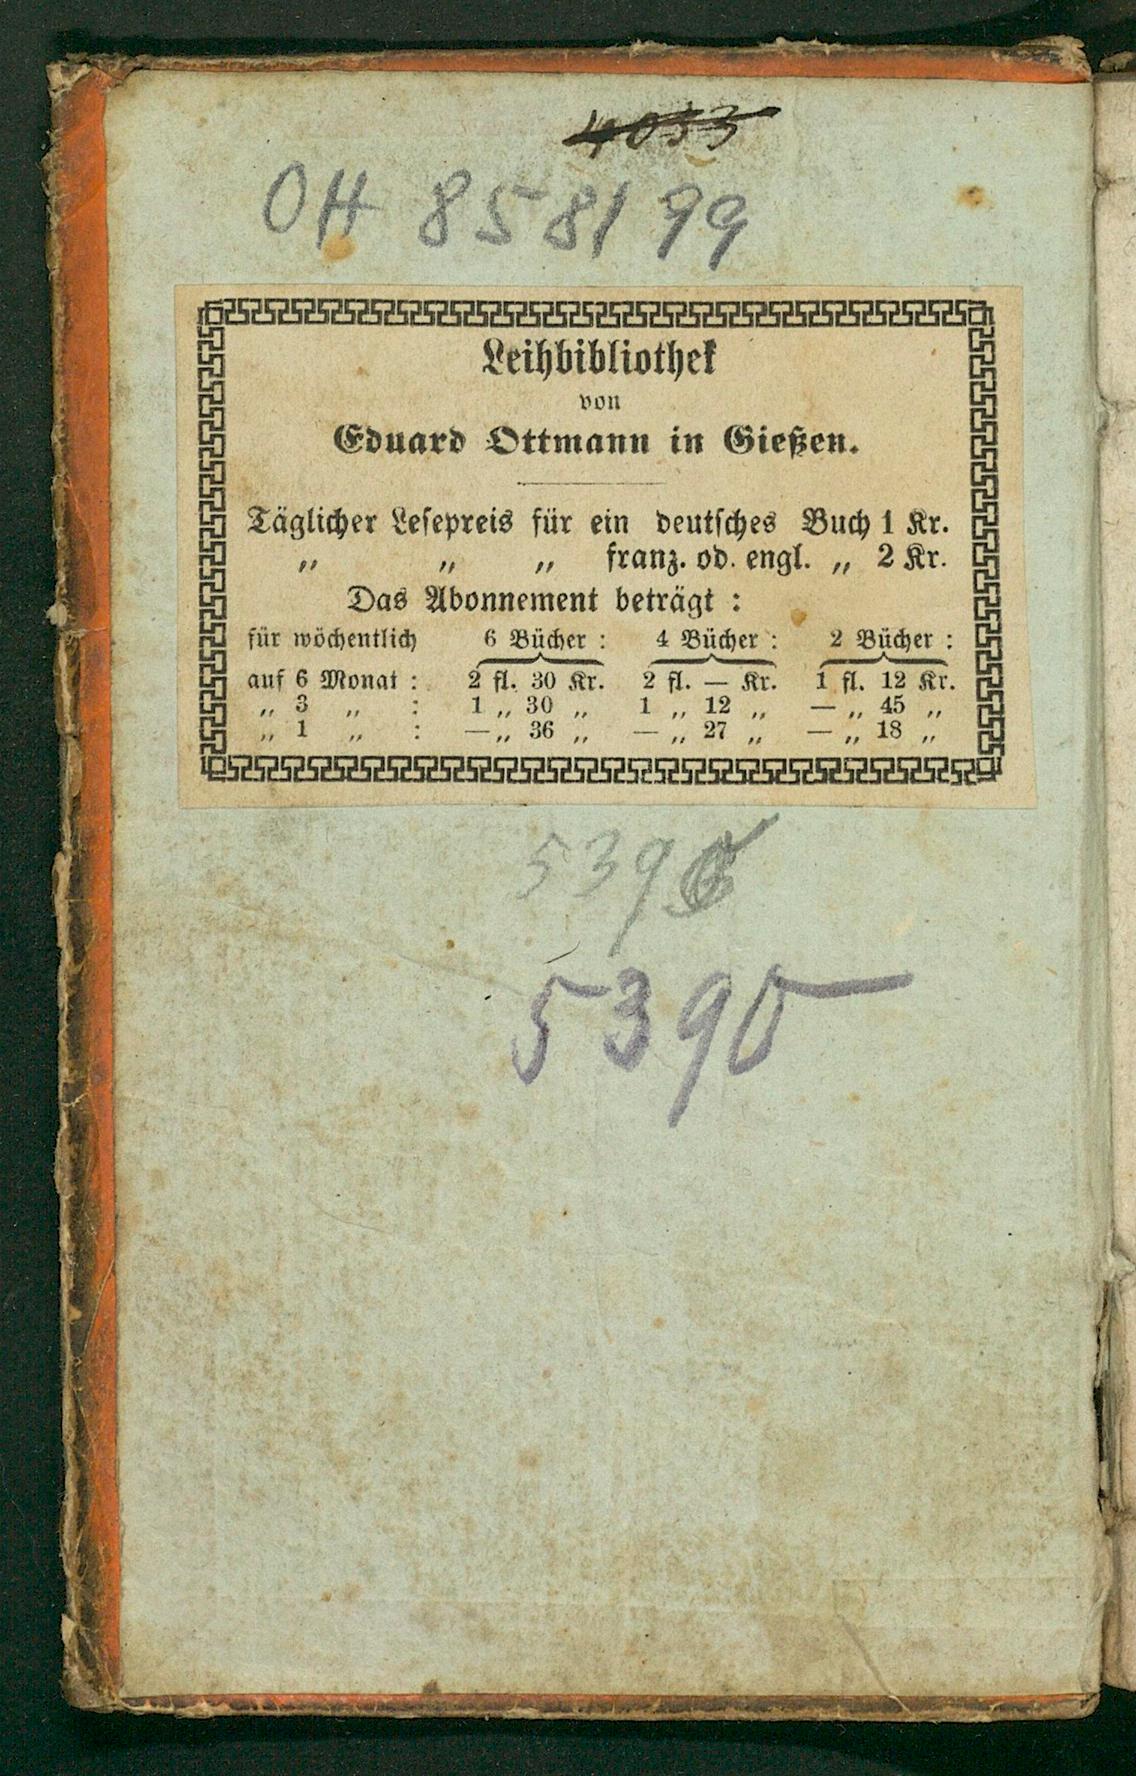 4033
OH 858199
Leihbibliothek
von
Eduard Ottmann in Gießen.
Täglicher Lesepreis für ein deutsches Buch 1 Kr.
„ „ „ franz. od. engl. „ 2 Kr.
Das Abonnement beträgt :
für wöchentlich 6 Bücher : 4 Bücher : 2 Bücher :
auf 6 Monat : 2 fl. 30 Kr. 2 fl. — Kr. 1 fl. 12 Kr.
„ 3 „ : 1 „ 30 „ 1 „ 12 „ — „ 45 „
„ 1 „ : — „ 36 „ — „ 27 „ — „ 18 „
539
5390